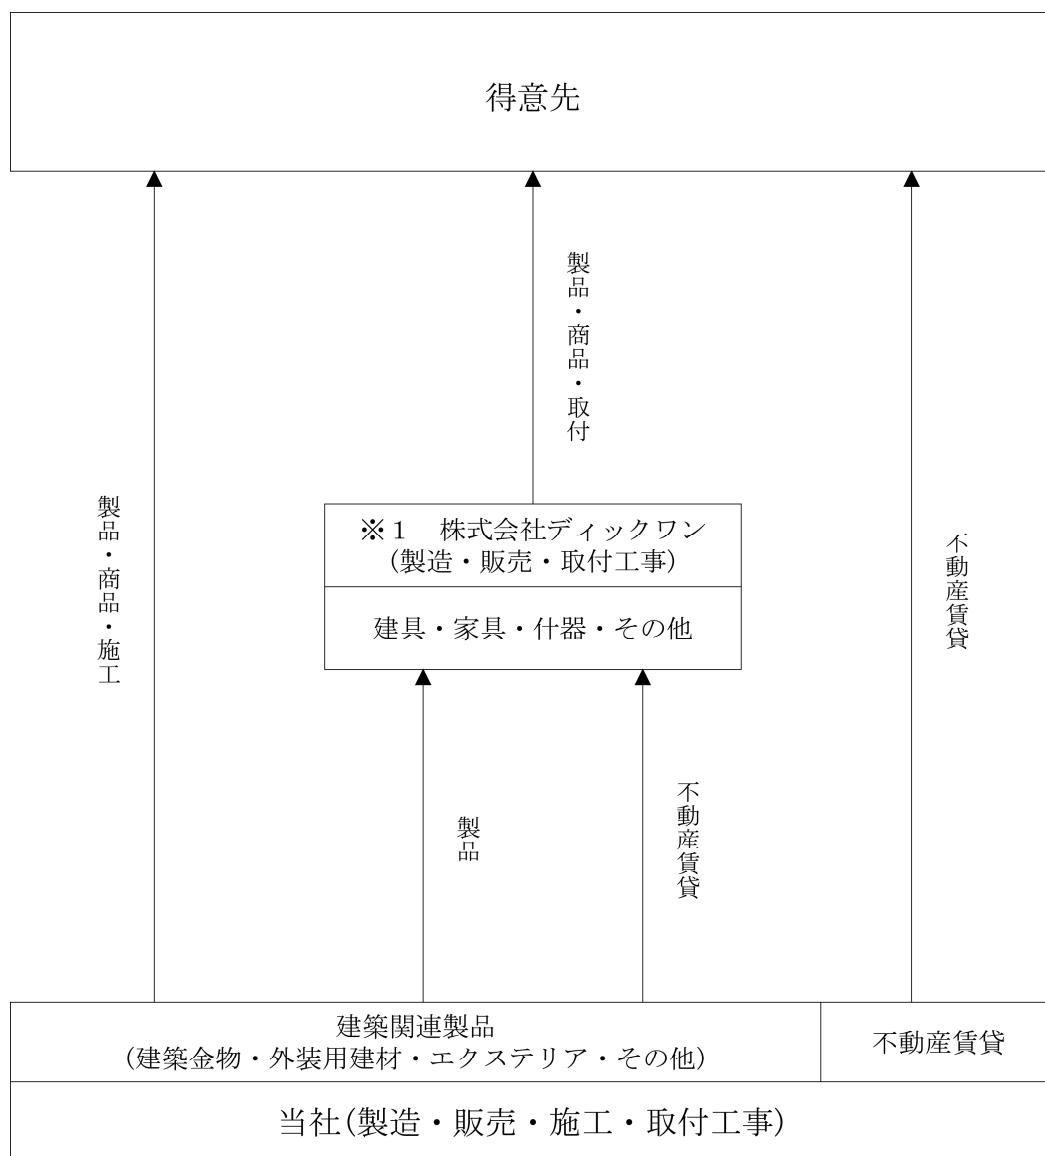 得意先
製品・商品・取付
製品・商品・施工
※１　株式会社ディックワン
(製造・販売・取付工事)
建具・家具・什器・その他
不動産賃貸
製品
不動産賃貸
建築関連製品
(建築金物・外装用建材・エクステリア・その他)
不動産賃貸
当社(製造・販売・施工・取付工事)